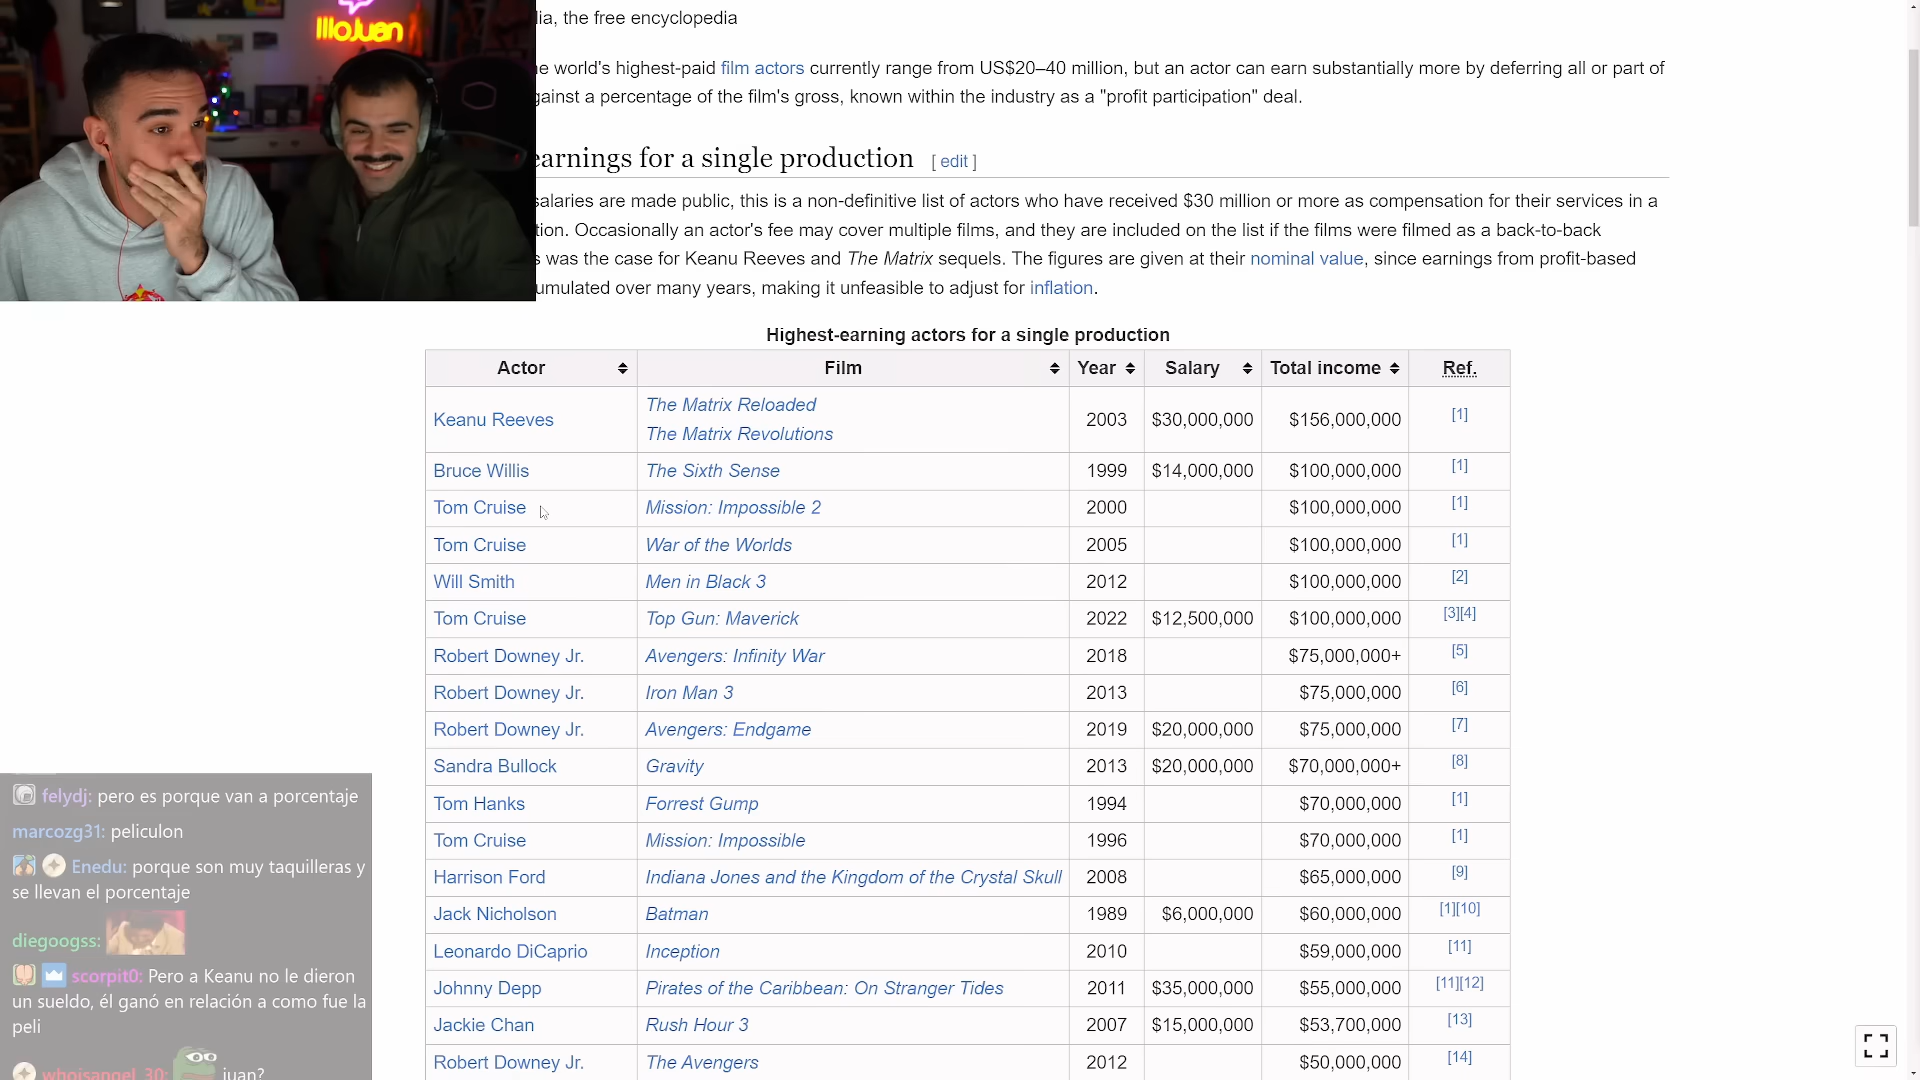 IlloJuan
lia, the free encyclopedia
he world's highest-paid film actors currently range from US$20–40 million, but an actor can earn substantially more by deferring all or part of
gainst a percentage of the film's gross, known within the industry as a "profit participation" deal.
earnings for a single production [ edit ]
salaries are made public, this is a non-definitive list of actors who have received $30 million or more as compensation for their services in a
tion. Occasionally an actor's fee may cover multiple films, and they are included on the list if the films were filmed as a back-to-back
s was the case for Keanu Reeves and The Matrix sequels. The figures are given at their nominal value, since earnings from profit-based
umulated over many years, making it unfeasible to adjust for inflation.
Highest-earning actors for a single production
Actor Film Year Salary Total income Ref.
Keanu Reeves The Matrix Reloaded
The Matrix Revolutions 2003 $30,000,000 $156,000,000 [1]
Bruce Willis The Sixth Sense 1999 $14,000,000 $100,000,000 [1]
Tom Cruise Mission: Impossible 2 2000 $100,000,000 [1]
Tom Cruise War of the Worlds 2005 $100,000,000 [1]
Will Smith Men in Black 3 2012 $100,000,000 [2]
Tom Cruise Top Gun: Maverick 2022 $12,500,000 $100,000,000 [3][4]
Robert Downey Jr. Avengers: Infinity War 2018 $75,000,000+ [5]
Robert Downey Jr. Iron Man 3 2013 $75,000,000 [6]
Robert Downey Jr. Avengers: Endgame 2019 $20,000,000 $75,000,000 [7]
Sandra Bullock Gravity 2013 $20,000,000 $70,000,000+ [8]
Tom Hanks Forrest Gump 1994 $70,000,000 [1]
Tom Cruise Mission: Impossible 1996 $70,000,000 [1]
Harrison Ford Indiana Jones and the Kingdom of the Crystal Skull 2008 $65,000,000 [9]
Jack Nicholson Batman 1989 $6,000,000 $60,000,000 [1][10]
Leonardo DiCaprio Inception 2010 $59,000,000 [11]
Johnny Depp Pirates of the Caribbean: On Stranger Tides 2011 $35,000,000 $55,000,000 [11][12]
Jackie Chan Rush Hour 3 2007 $15,000,000 $53,700,000 [13]
Robert Downey Jr. The Avengers 2012 $50,000,000 [14]
felydj: pero es porque van a porcentaje
marcozg31: peliculon
Enedu: porque son muy taquilleras y
se llevan el porcentaje
diegoogss:
scorpit0: Pero a Keanu no le dieron
un sueldo, él ganó en relación a como fue la
peli
whoisangel_30: juan?